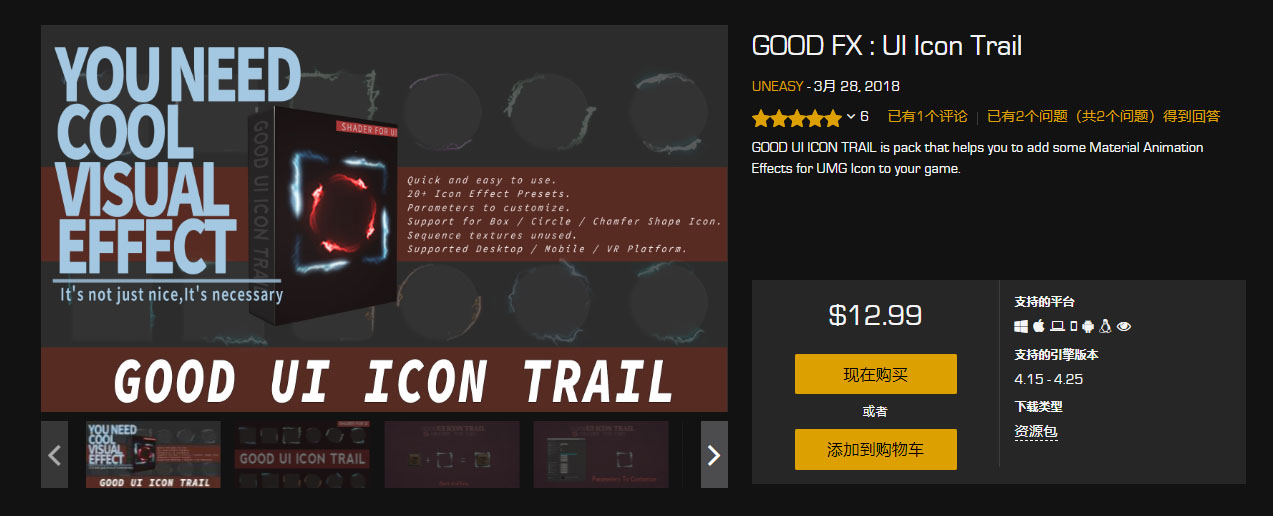 YOU NEED
COOL
VISUAL
EFFECT
It's not just nice,It's necessary
SHADER FOR UI
GOOD UI ICON TRAIL
Quick and easy to use.
20+ Icon Effect Presets.
Parameters to customize.
Support for Box / Circle / Chamfer Shape Icon.
Sequence textures unused.
Supported Desktop / Mobile / VR Platform.
GOOD UI ICON TRAIL
YOU NEED
COOL
VISUAL
EFFECT
GOOD UI ICON TRAIL
GOOD UI ICON TRAIL
Parameters To Customize
GOOD FX : UI Icon Trail
UNEASY - 3月 28, 2018
6 已有1个评论 | 已有2个问题（共2个问题）得到回答
GOOD UI ICON TRAIL is pack that helps you to add some Material Animation
Effects for UMG Icon to your game.
$12.99
现在购买
或者
添加到购物车
支持的平台
支持的引擎版本
4.15 - 4.25
下载类型
资源包